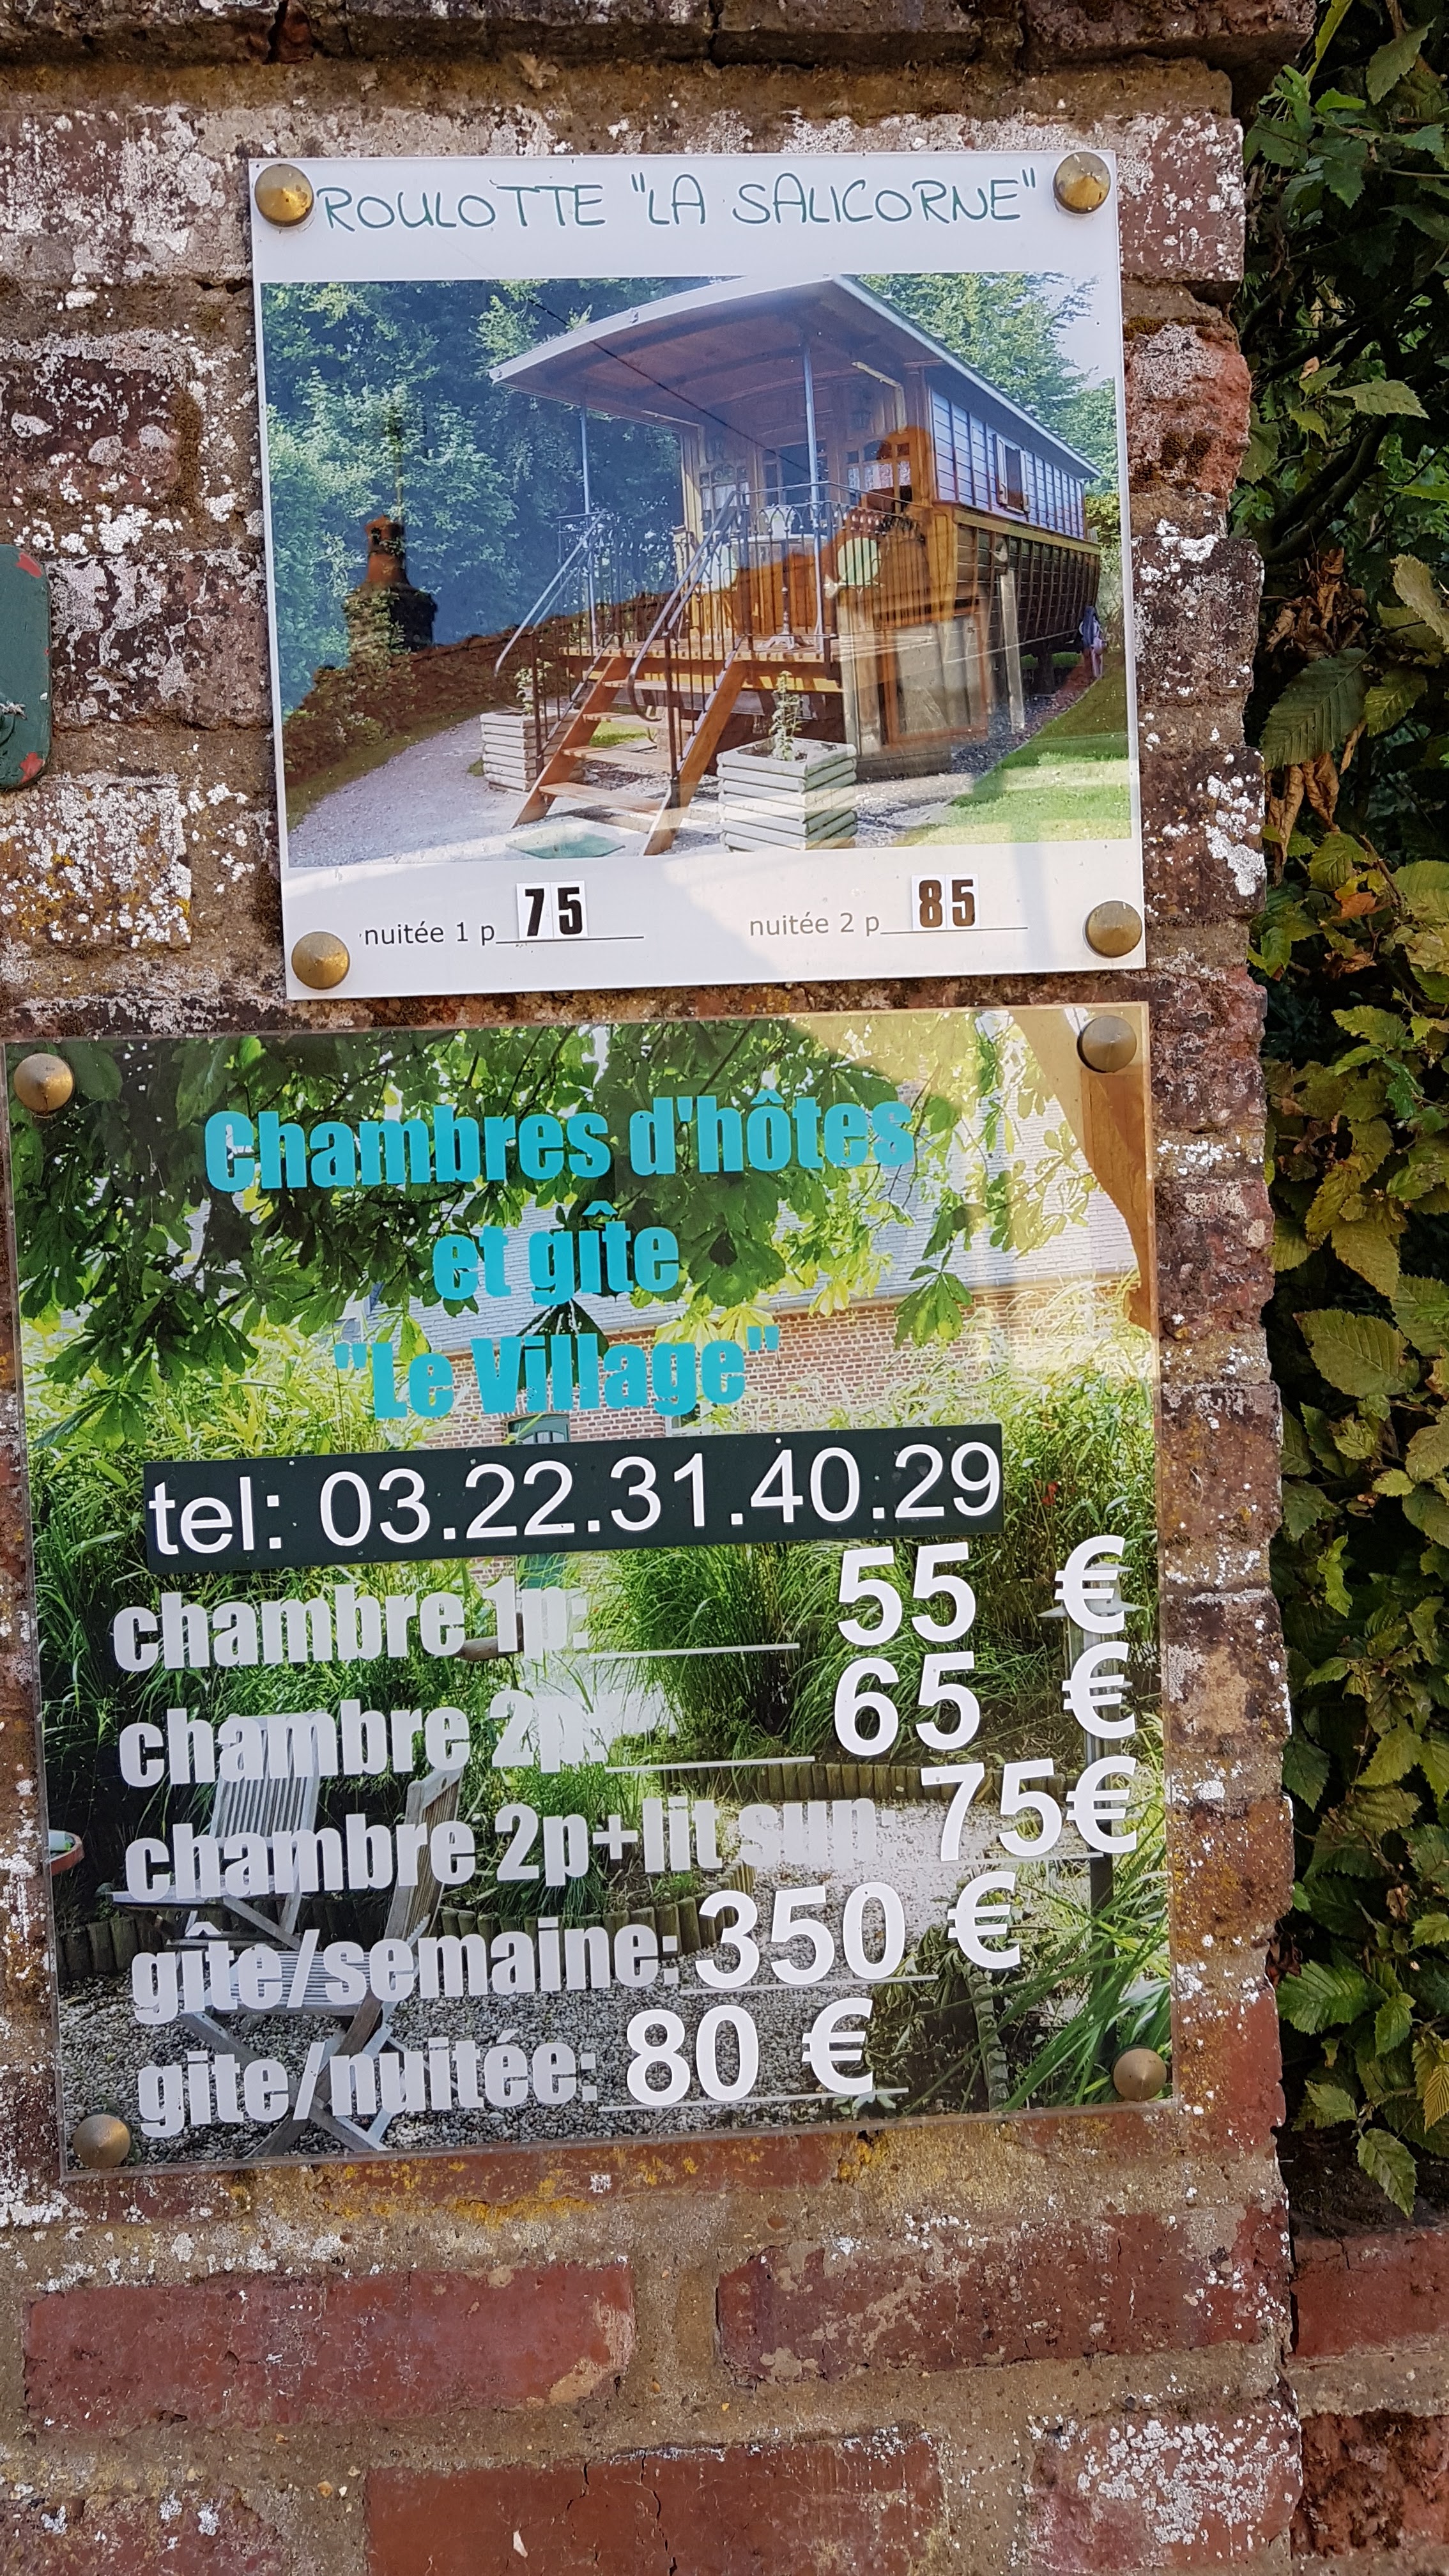 ROULOTTE "LA SALICORNE"
nuitée 1 p 75 nuitée 2 p 85
Chambres d'hôtes
et gîte
"Le Village"
tel: 03.22.31.40.29
chambre 1p: 55 €
chambre 2p: 65 €
chambre 2p+lit sup: 75€
gîte/semaine: 350 €
gite/nuitée: 80 €